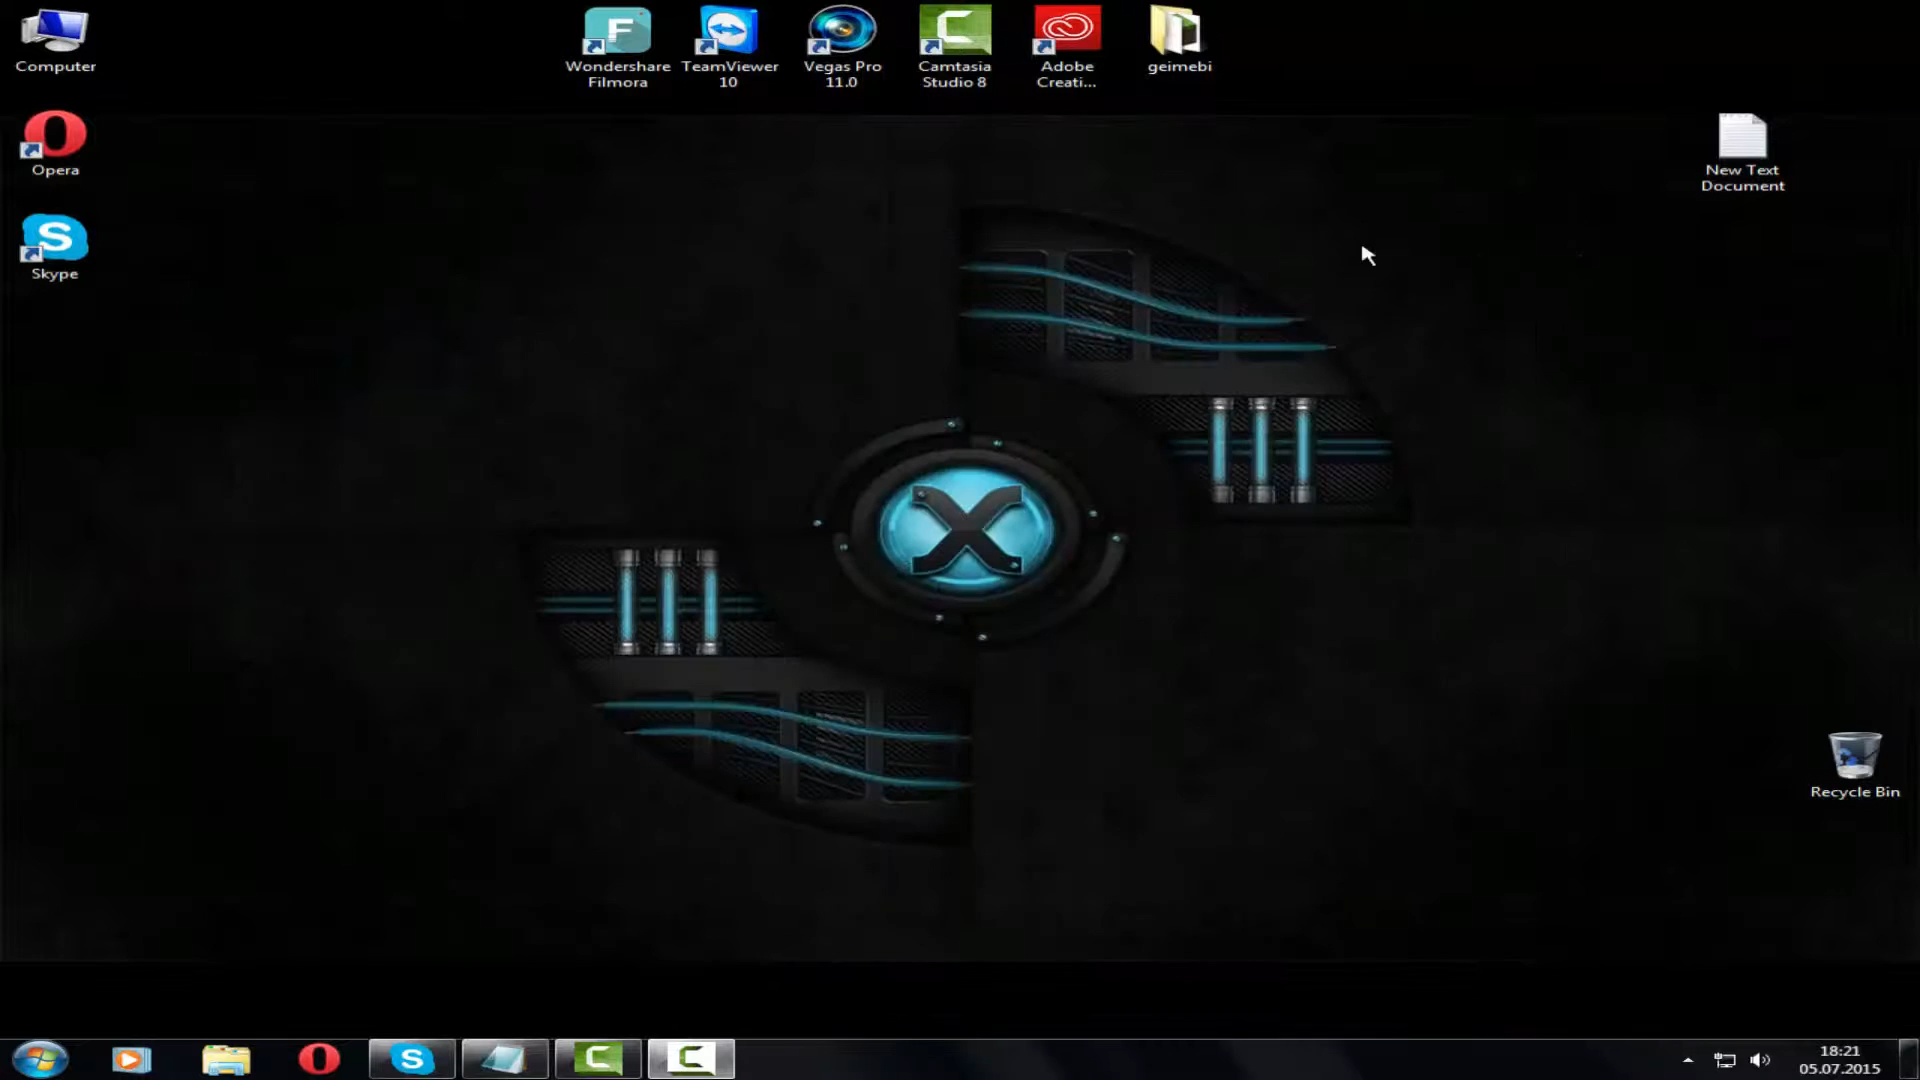 Computer
Wondershare
Filmora
TeamViewer
10
Vegas Pro
11.0
Camtasia
Studio 8
Adobe
Creati...
geimebi
Opera
New Text
Document
Skype
Recycle Bin
18:21
05.07.2015